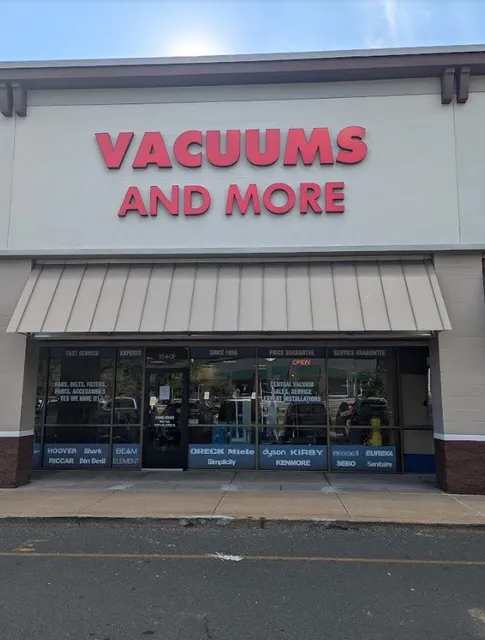 VACUUMS
AND MORE
FAST SERVICE
EXPERTS
1640F
SINCE 1986
PRICE GUARANTEE
SERVICE GUARANTEE
OPEN
BAGS, BELTS, FILTERS,
PARTS, ACCESSORIES
- YES WE HAVE IT
CENTRAL VACUUM
SALES, SERVICE
EXPERT INSTALLATIONS
HOOVER Shark
RICCAR Dirt Devil
BEAM
ELEMENT
ORECK Miele
Simplicity
dyson KIRBY
KENMORE
BISSELL EUREKA
SEBO Sanitaire